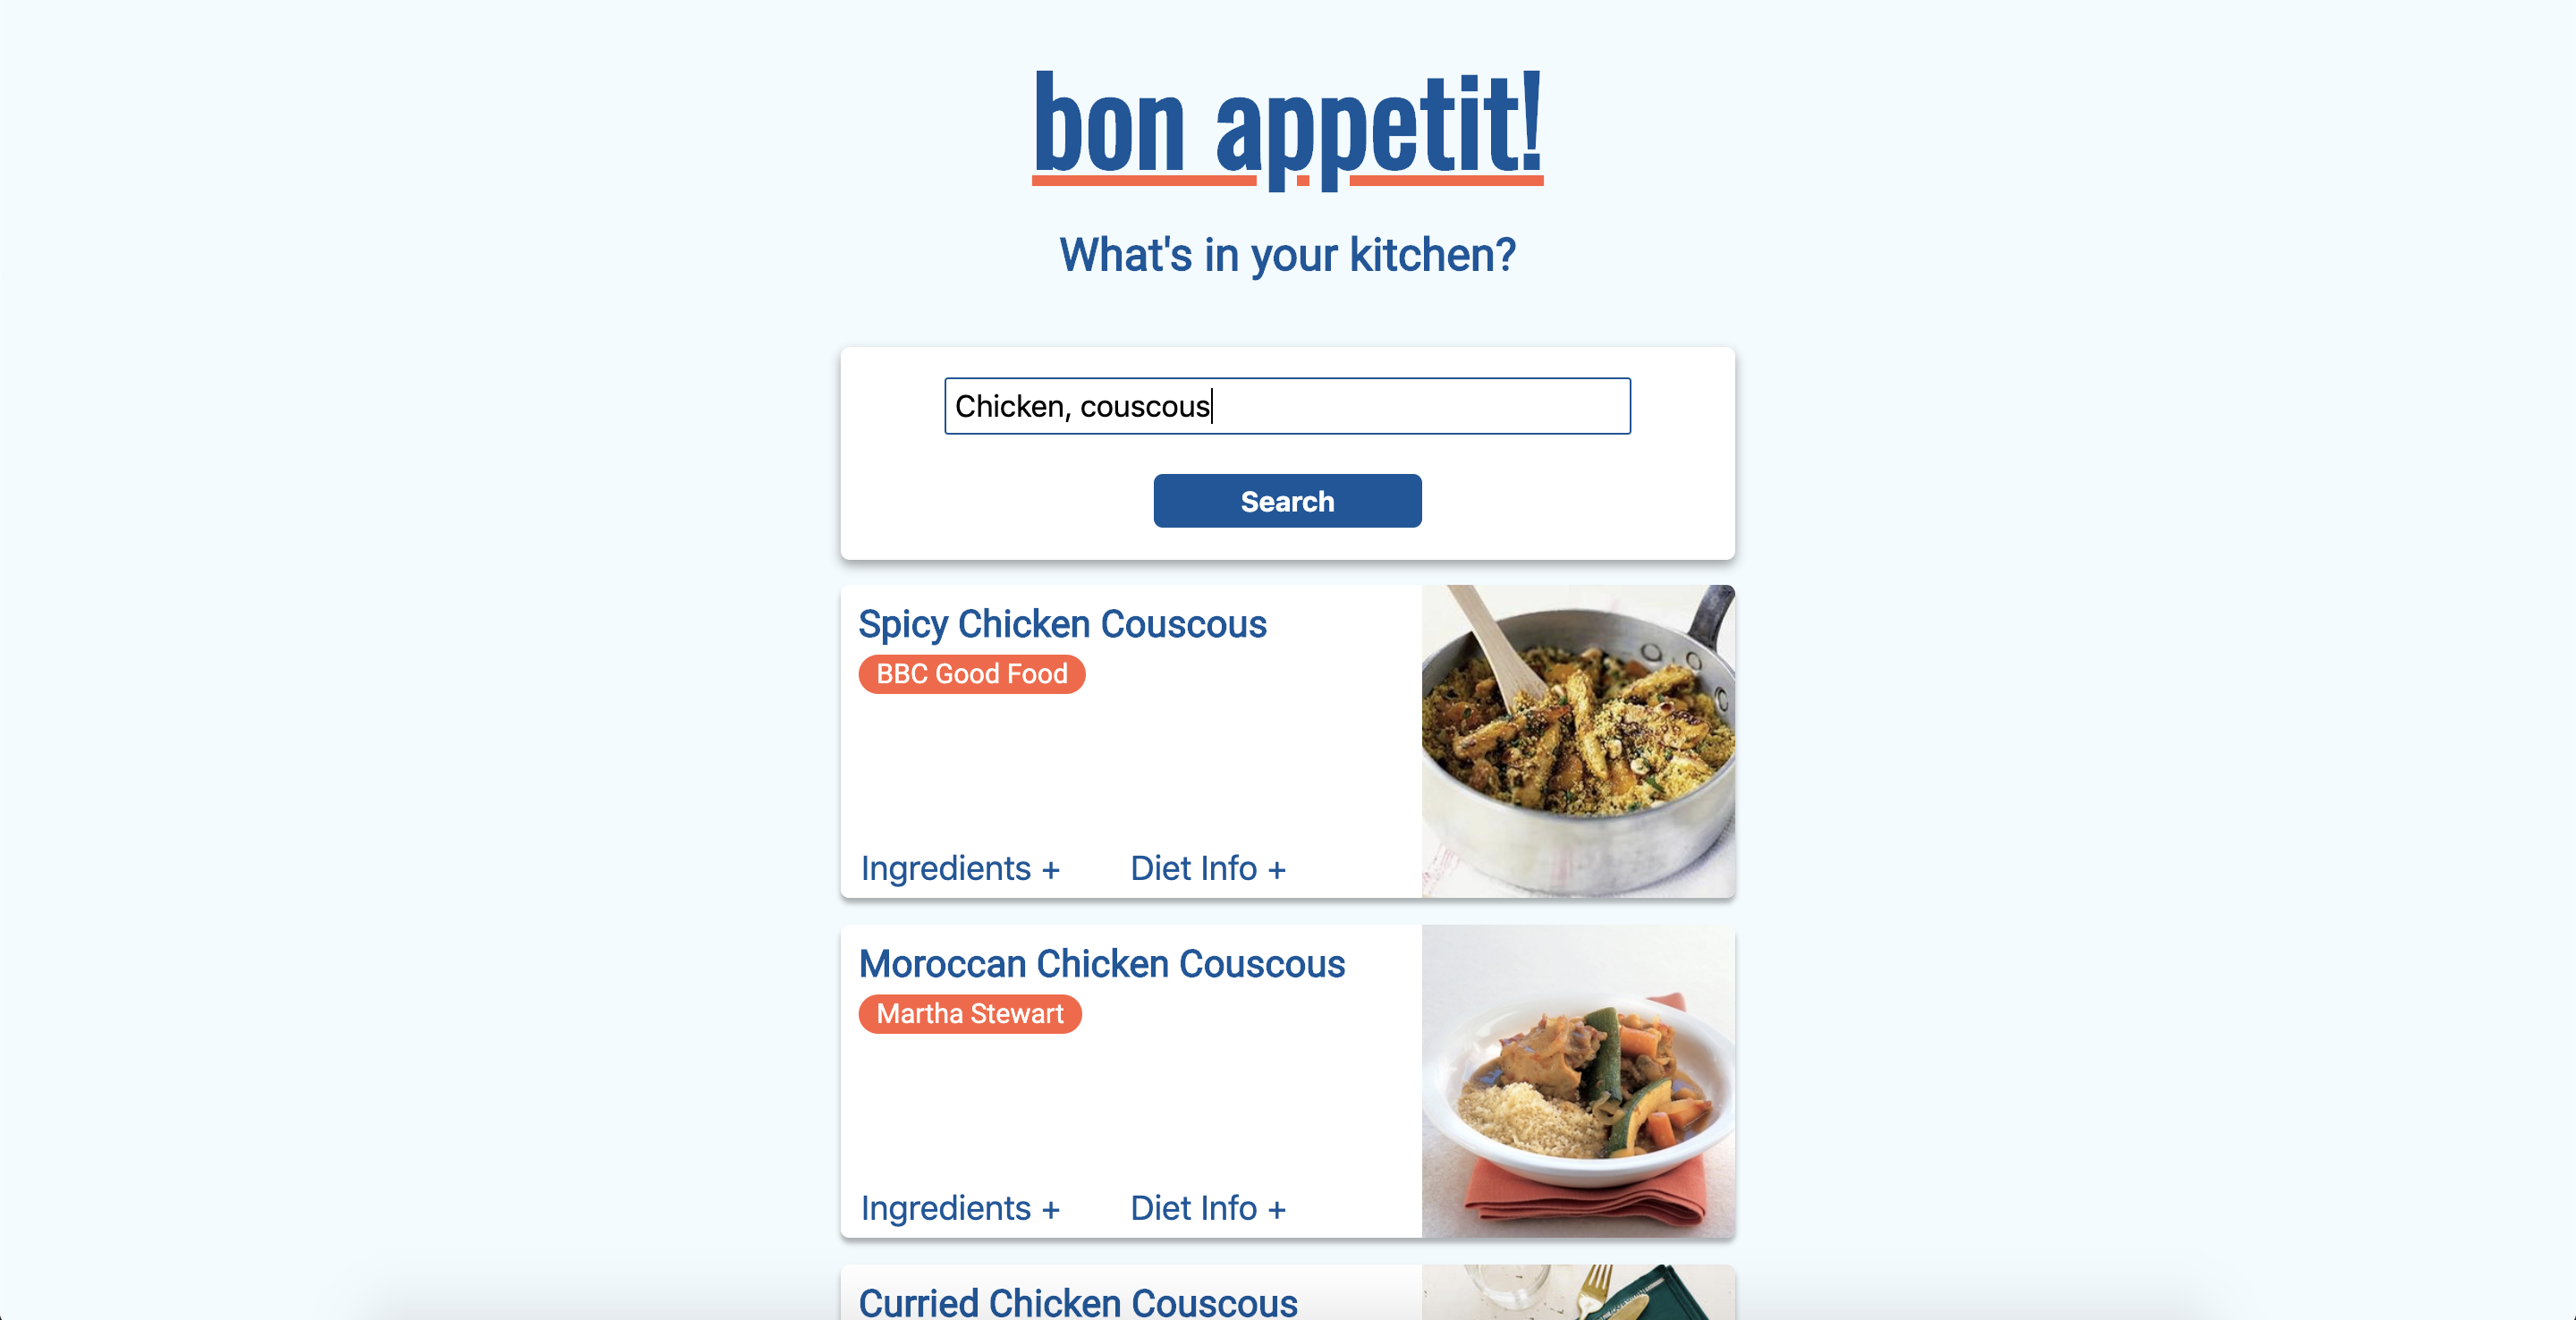 bon appetit!
What's in your kitchen?
Chicken, couscous
Search
Spicy Chicken Couscous
BBC Good Food
Ingredients +
Diet Info +
Moroccan Chicken Couscous
Martha Stewart
Ingredients +
Diet Info +
Curried Chicken Couscous